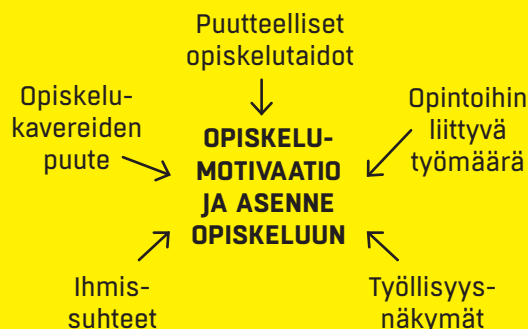 Puutteelliset
opiskelutaidot
Opiskelu-
kavereiden
puute
OPISKELU-
MOTIVAATIO
JA ASENNE
OPISKELUUN
Opintoihin
liittyvä
työmäärä
Ihmis-
suhteet
Työllisyys-
näkymät